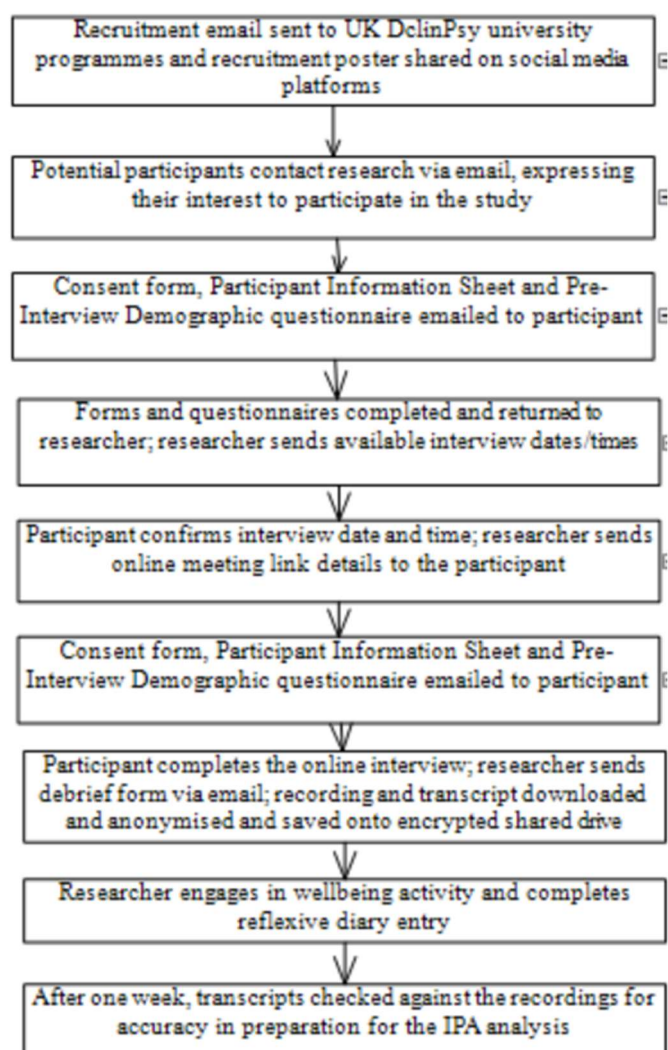 Recruitment email sent to UK DclinPsy university
programmes and recruitment poster shared on social media
platforms
Potential participants contact research via email, expressing
their interest to participate in the study
Consent form, Participant Information Sheet and Pre-
Interview Demographic questionnaire emailed to participant
Forms and questionnaires completed and returned to
researcher; researcher sends available interview dates/times
Participant confirms interview date and time; researcher sends
online meeting link details to the participant
Consent form, Participant Information Sheet and Pre-
Interview Demographic questionnaire emailed to participant
Participant completes the online interview; researcher sends
debrief form via email; recording and transcript downloaded
and anonymised and saved onto encrypted shared drive
Researcher engages in wellbeing activity and completes
reflexive diary entry
After one week, transcripts checked against the recordings for
accuracy in preparation for the IPA analysis